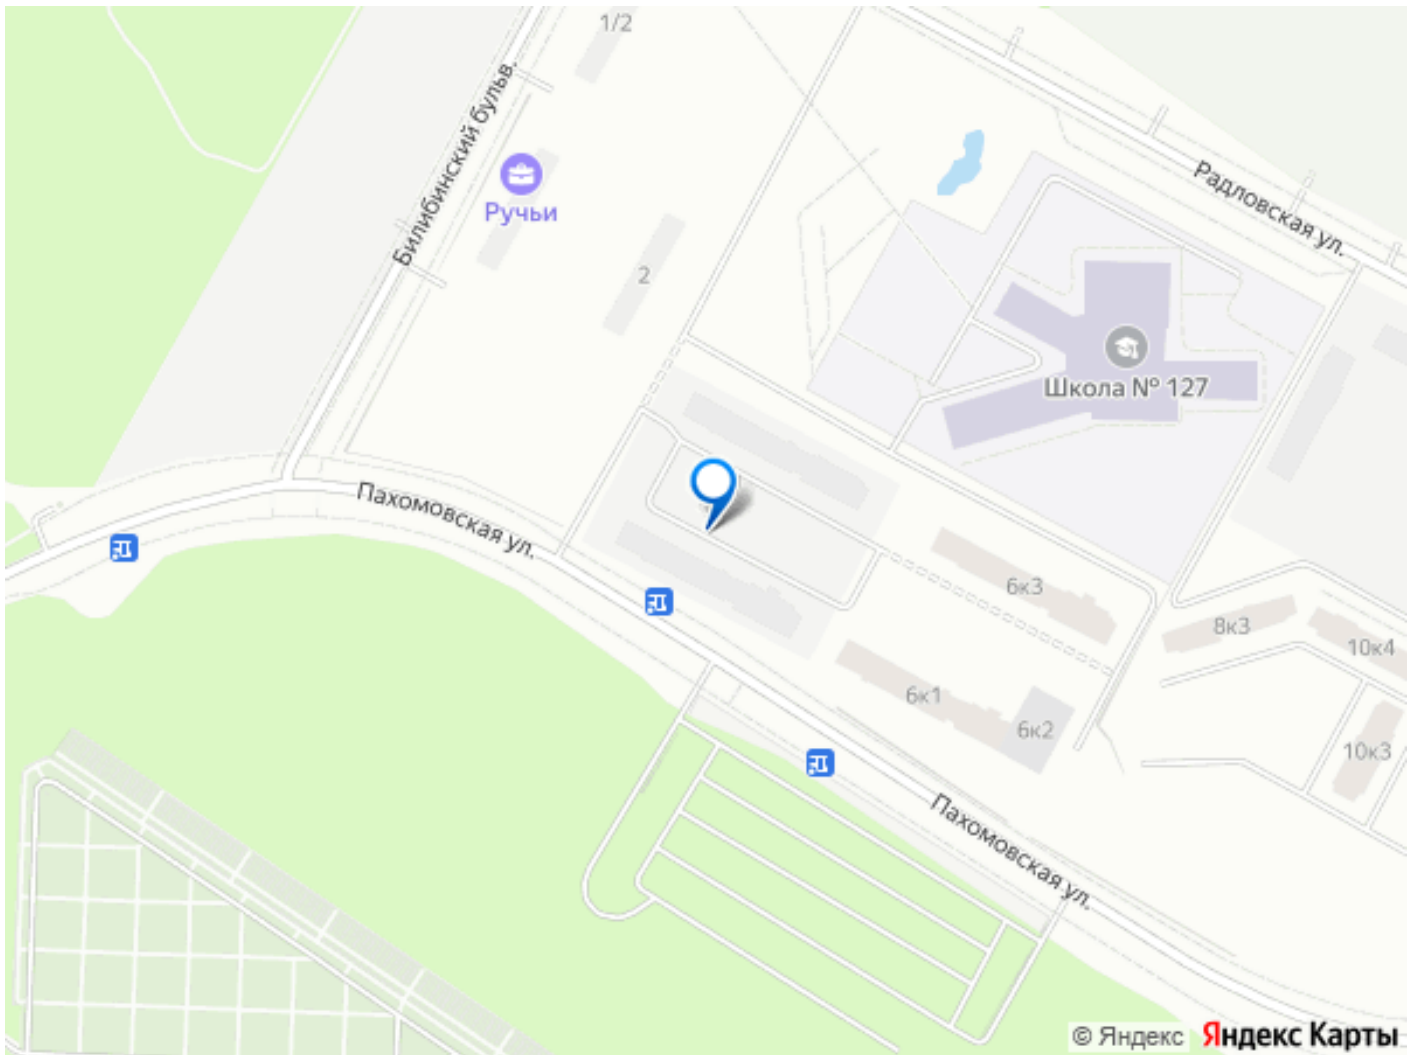 1/2
Билибинский бульв.
Ручьи
2
Радловская ул.
Школа № 127
Пахомовская ул.
6к3
8к3
10к4
6к1
6к2
10к3
Пахомовская ул.
© Яндекс Яндекс Карты